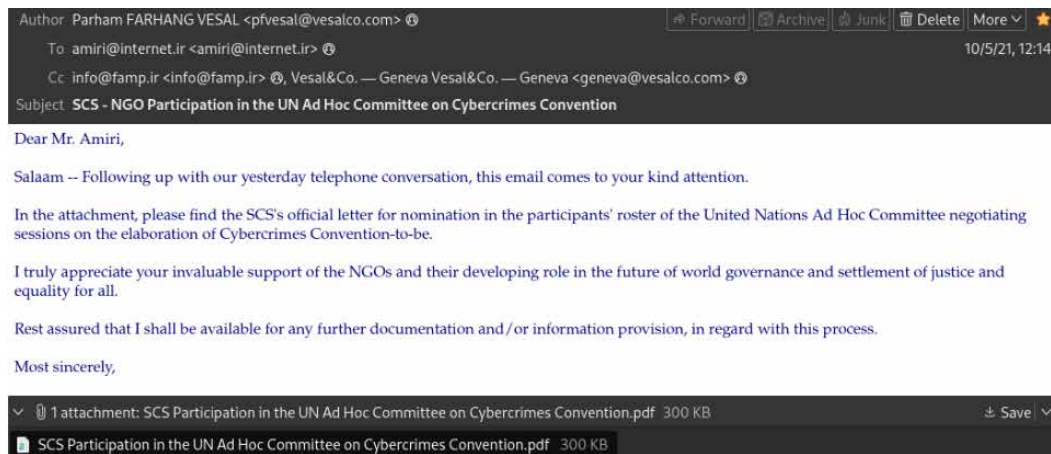 Author Parham FARHANG VESAL <pfvesal@vesalco.com>
Forward Archive Junk Delete More
To amiri@internet.ir <amiri@internet.ir>
10/5/21, 12:14
Cc info@famp.ir <info@famp.ir>, Vesal&Co. — Geneva Vesal&Co. — Geneva <geneva@vesalco.com>
Subject SCS - NGO Participation in the UN Ad Hoc Committee on Cybercrimes Convention
Dear Mr. Amiri,
Salaam -- Following up with our yesterday telephone conversation, this email comes to your kind attention.
In the attachment, please find the SCS's official letter for nomination in the participants' roster of the United Nations Ad Hoc Committee negotiating
sessions on the elaboration of Cybercrimes Convention-to-be.
I truly appreciate your invaluable support of the NGOs and their developing role in the future of world governance and settlement of justice and
equality for all.
Rest assured that I shall be available for any further documentation and/or information provision, in regard with this process.
Most sincerely,
1 attachment: SCS Participation in the UN Ad Hoc Committee on Cybercrimes Convention.pdf 300 KB
Save
SCS Participation in the UN Ad Hoc Committee on Cybercrimes Convention.pdf 300 KB